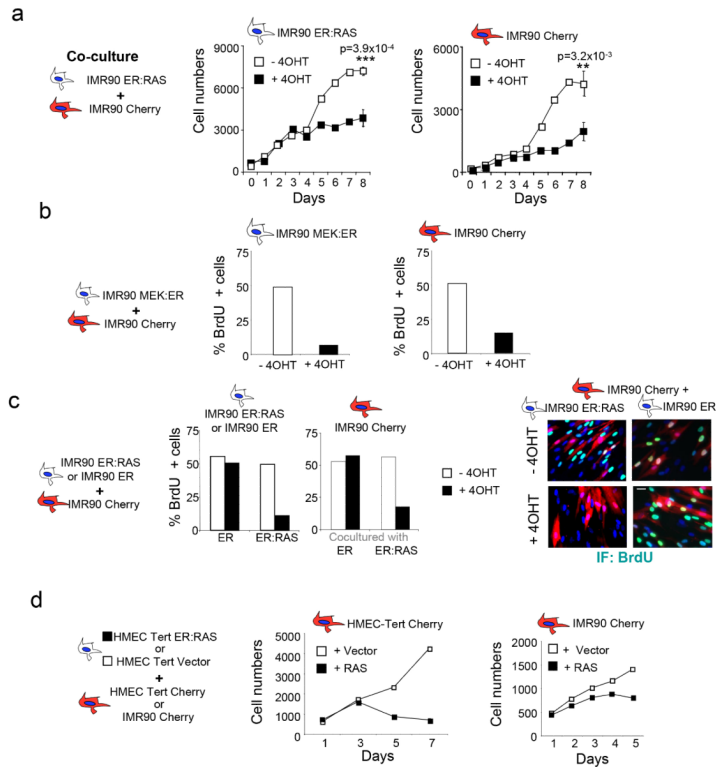 a
Co-culture
IMR90 ER:RAS
+
IMR90 Cherry
IMR90 ER:RAS
Cell numbers
9000
6000
3000
0
- 4OHT
+ 4OHT
p=3.9x10-4
***
0 1 2 3 4 5 6 7 8
Days
IMR90 Cherry
Cell numbers
6000
3000
0
- 4OHT
+ 4OHT
p=3.2x10-3
**
0 1 2 3 4 5 6 7 8
Days
b
IMR90 MEK:ER
+
IMR90 Cherry
IMR90 MEK:ER
% BrdU + cells
75
50
25
0
- 4OHT + 4OHT
IMR90 Cherry
% BrdU + cells
75
50
25
0
- 4OHT + 4OHT
c
IMR90 ER:RAS
or IMR90 ER
+
IMR90 Cherry
IMR90 ER:RAS
or IMR90 ER
% BrdU + cells
75
50
25
0
ER ER:RAS
IMR90 Cherry
75
50
25
0
Cocultured with
ER ER:RAS
- 4OHT
+ 4OHT
IMR90 Cherry +
IMR90 ER:RAS IMR90 ER
- 4OHT
+ 4OHT
IF: BrdU
d
HMEC Tert ER:RAS
or
HMEC Tert Vector
+
HMEC Tert Cherry
or
IMR90 Cherry
HMEC-Tert Cherry
Cell numbers
5000
4000
3000
2000
1000
0
+ Vector
+ RAS
1 3 5 7
Days
IMR90 Cherry
Cell numbers
2000
1500
1000
500
0
+ Vector
+ RAS
1 2 3 4 5
Days